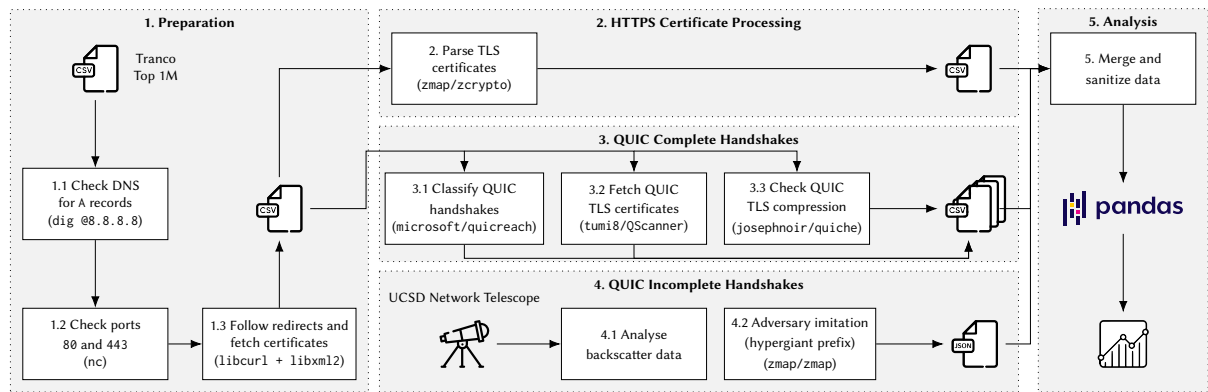 1. Preparation
CSV
Tranco
Top 1M
1.1 Check DNS
for A records
(dig @8.8.8.8)
1.2 Check ports
80 and 443
(nc)
1.3 Follow redirects and
fetch certificates
(libcurl + libxml2)
CSV
2. HTTPS Certificate Processing
2. Parse TLS
certificates
(zmap/zcrypto)
CSV
3. QUIC Complete Handshakes
3.1 Classify QUIC
handshakes
(microsoft/quicreach)
3.2 Fetch QUIC
TLS certificates
(tumi8/QScanner)
3.3 Check QUIC
TLS compression
(josephnoir/quiche)
CSV
4. QUIC Incomplete Handshakes
UCSD Network Telescope
4.1 Analyse
backscatter data
4.2 Adversary imitation
(hypergiant prefix)
(zmap/zmap)
JSON
5. Analysis
5. Merge and
sanitize data
pandas